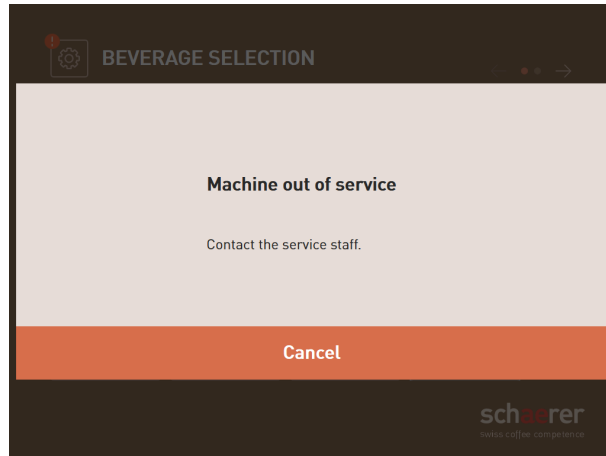 BEVERAGE SELECTION
Machine out of service
Contact the service staff.
Cancel
schaerer
swiss coffee competence